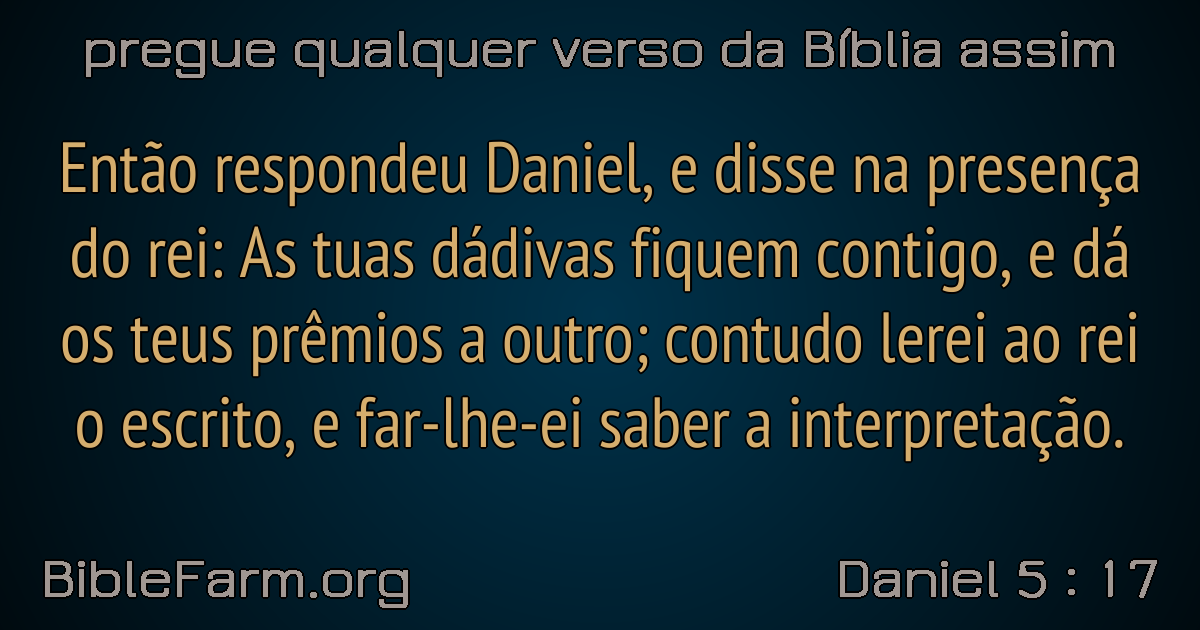 pregue qualquer verso da Bíblia assim
Então respondeu Daniel, e disse na presença
do rei: As tuas dádivas fiquem contigo, e dá
os teus prêmios a outro; contudo lerei ao rei
o escrito, e far-lhe-ei saber a interpretação.
BibleFarm.org
Daniel 5 : 17